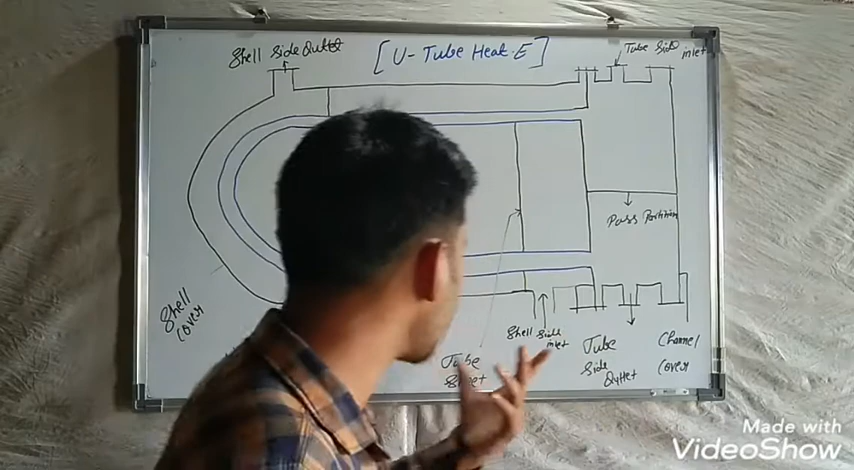 [U-Tube Heat.E]
Shell Side Outlet
Tube Side
inlet
Pass Partition
Shell
Cover
Shell Side
inlet
Tube
Side
Outlet
Channel
Cover
Tube
Sheet
Made with
VideoShow